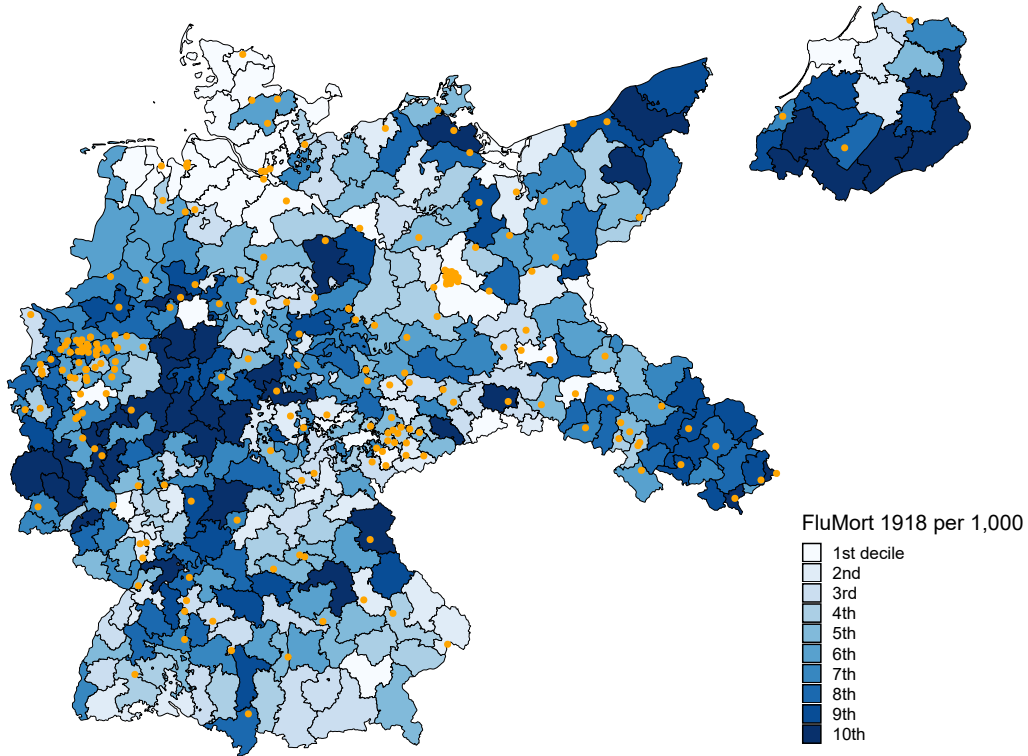 FluMort 1918 per 1,000
1st decile
2nd
3rd
4th
5th
6th
7th
8th
9th
10th